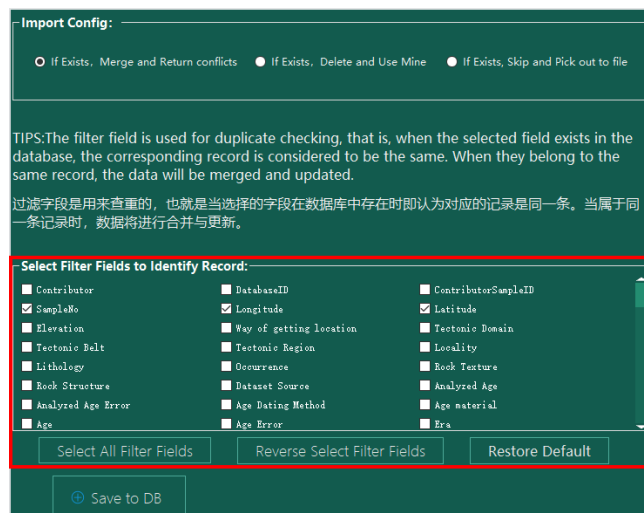 Import Config:
If Exists, Merge and Return conflicts If Exists, Delete and Use Mine If Exists, Skip and Pick out to file
TIPS:The filter field is used for duplicate checking, that is, when the selected field exists in the
database, the corresponding record is considered to be the same. When they belong to the
same record, the data will be merged and updated.
过滤字段是用来查重的，也就是当选择的字段在数据库中存在时即认为对应的记录是同一条。当属于同
一条记录时，数据将进行合并与更新。
Select Filter Fields to Identify Record:
Contributor DatabaseID ContributorSampleID
SampleNo Longitude Latitude
Elevation Way of getting location Tectonic Domain
Tectonic Belt Tectonic Region Locality
Lithology Occurrence Rock Texture
Rock Structure Dataset Source Analyzed Age
Analyzed Age Error Age Dating Method Age material
Age Age Error Era
Select All Filter Fields Reverse Select Filter Fields Restore Default
Save to DB